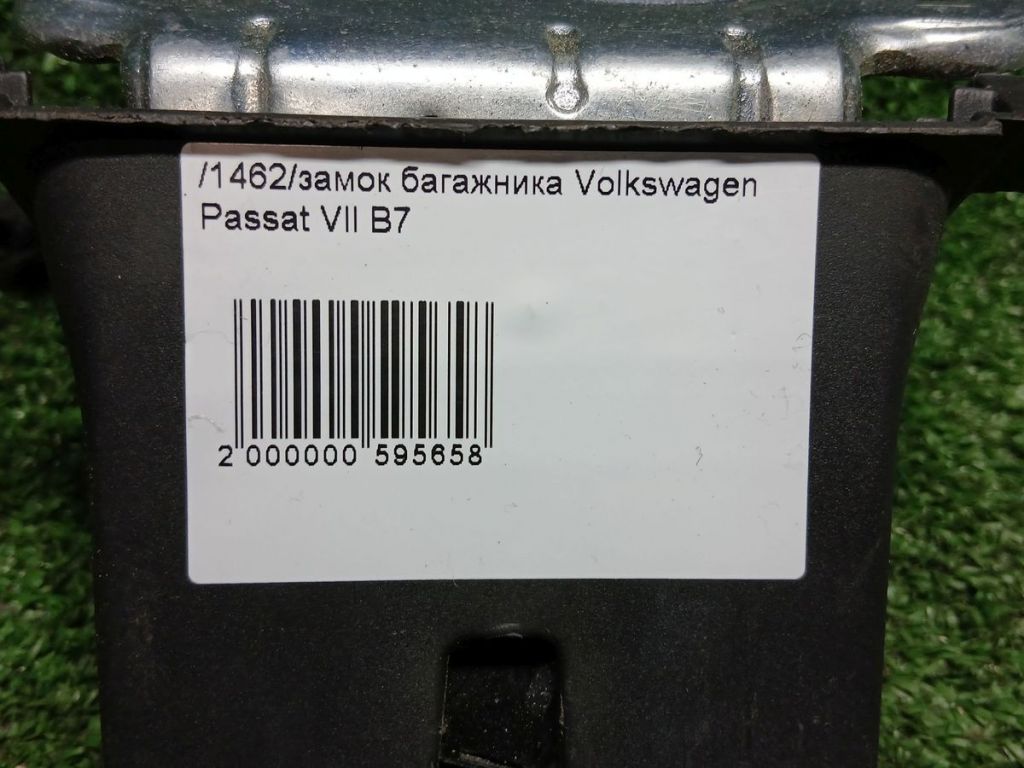 /1462/замок багажника Volkswagen
Passat VII B7
2 000000 595658